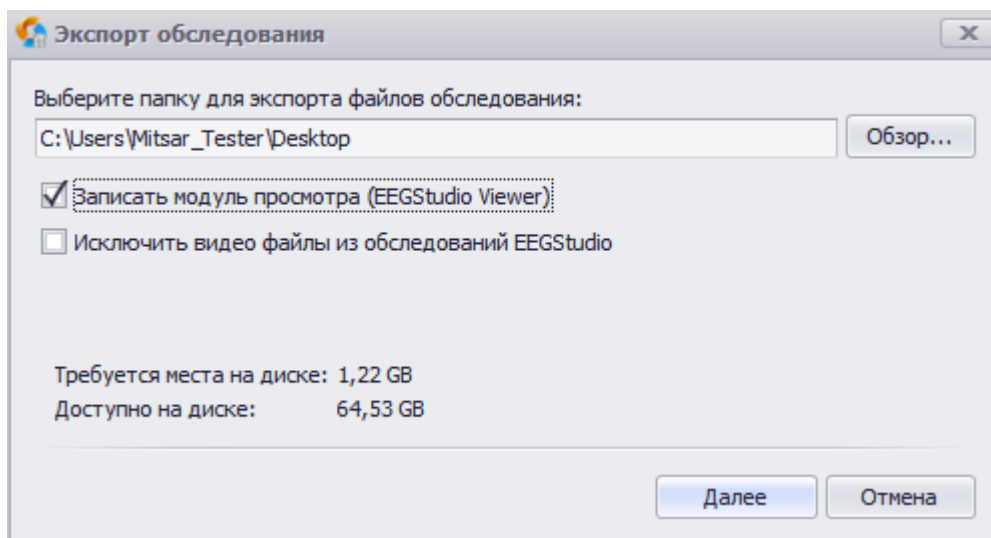 Экспорт обследования
Выберите папку для экспорта файлов обследования:
C:\Users\Mitsar_Tester\Desktop
Обзор...
Записать модуль просмотра (EEGStudio Viewer)
Исключить видео файлы из обследований EEGStudio
Требуется места на диске: 1,22 GB
Доступно на диске: 64,53 GB
Далее Отмена